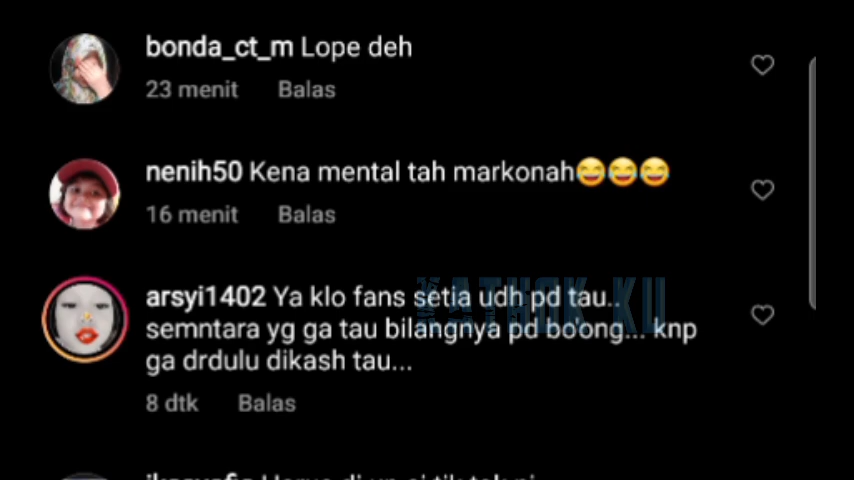 bonda_ct_m Lope deh
23 menit Balas
nenih50 Kena mental tah markonah😂😂😂
16 menit Balas
arsyi1402 Ya klo fans setia udh pd tau..
semntara yg ga tau bilangnya pd bo'ong... knp
ga drdulu dikash tau...
KATHOK KU
8 dtk Balas